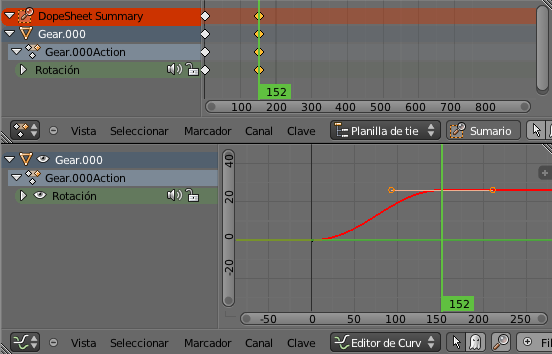 DopeSheet Summary
Gear.000
Gear.000Action
Rotación
152
100 200 300 400 500 600 700 800
Vista Seleccionar Marcador Canal Clave Planilla de tie Sumario
Gear.000
Gear.000Action
Rotación
40
20
0
-20
152
-50 0 50 100 150 200 250
Vista Seleccionar Marcador Canal Clave Editor de Curv Fil